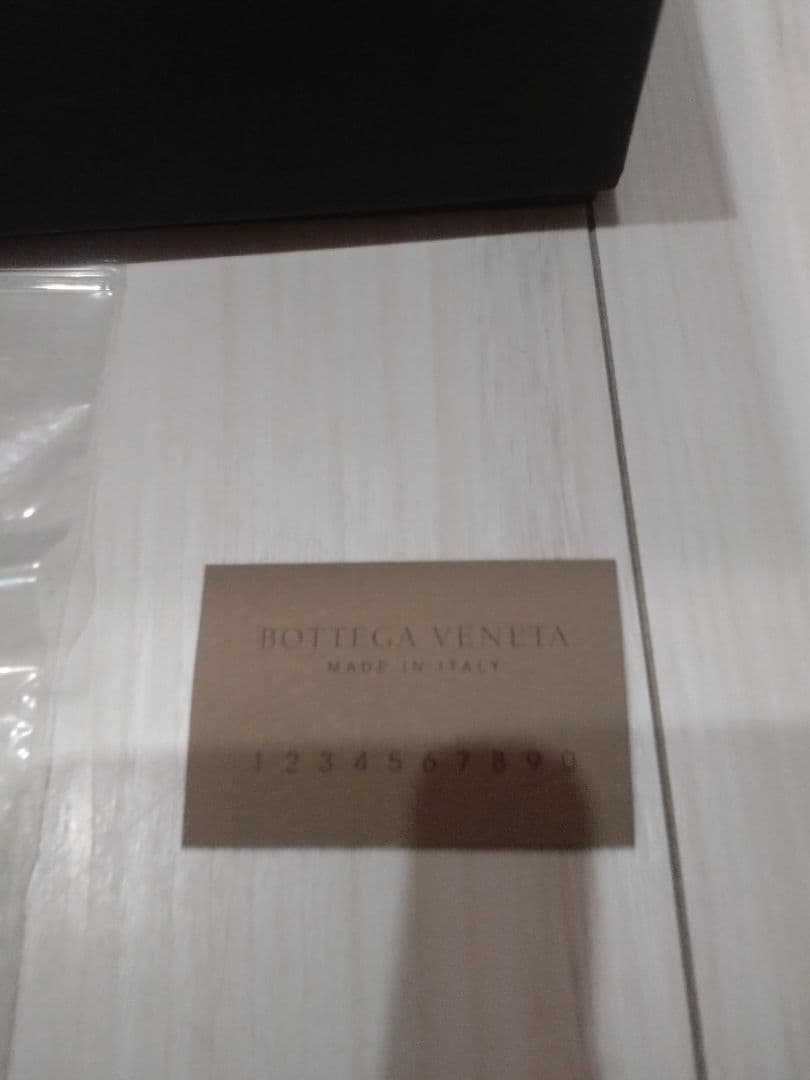 BOTTEGA VENETA
MADE IN ITALY
1 2 3 4 5 6 7 8 9 0